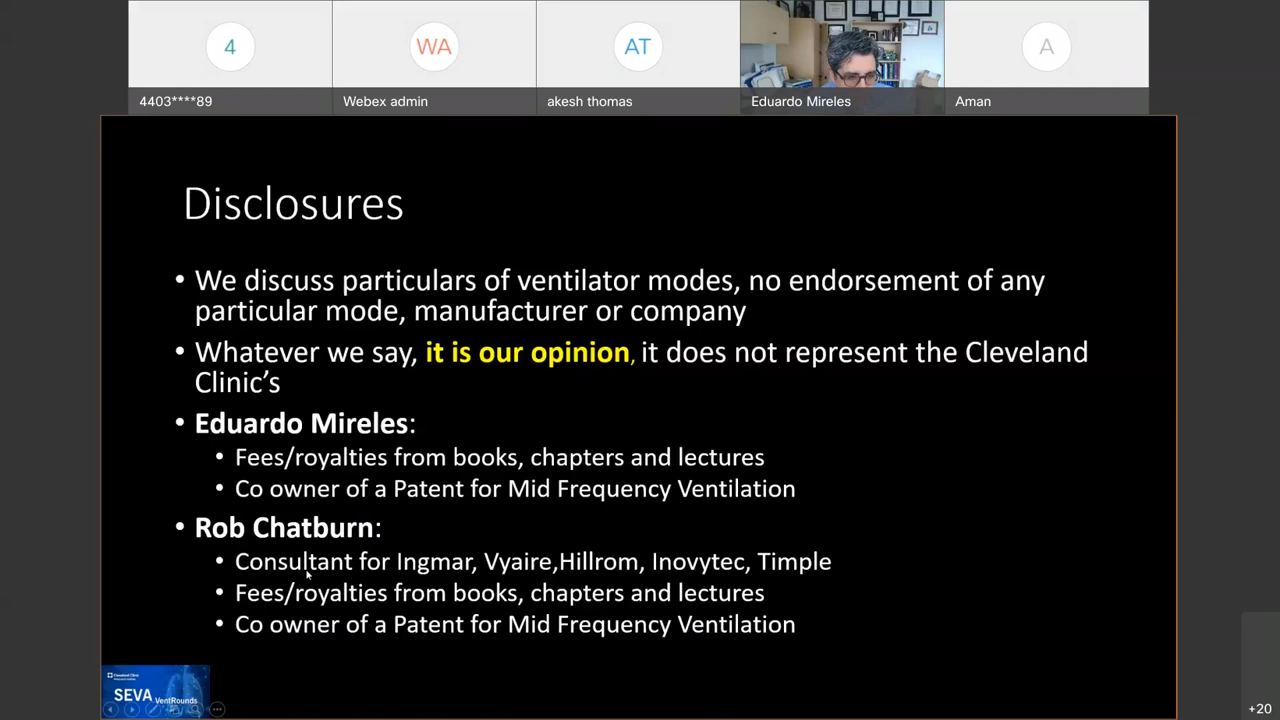 4
WA
AT
A
4403****89
Webex admin
akesh thomas
Eduardo Mireles
Aman
Disclosures
• We discuss particulars of ventilator modes, no endorsement of any
particular mode, manufacturer or company
• Whatever we say, it is our opinion, it does not represent the Cleveland
Clinic's
• Eduardo Mireles:
• Fees/royalties from books, chapters and lectures
• Co owner of a Patent for Mid Frequency Ventilation
• Rob Chatburn:
• Consultant for Ingmar, Vyaire,Hillrom, Inovytec, Timple
• Fees/royalties from books, chapters and lectures
• Co owner of a Patent for Mid Frequency Ventilation
Cleveland Clinic
SEVA VentRounds
+20